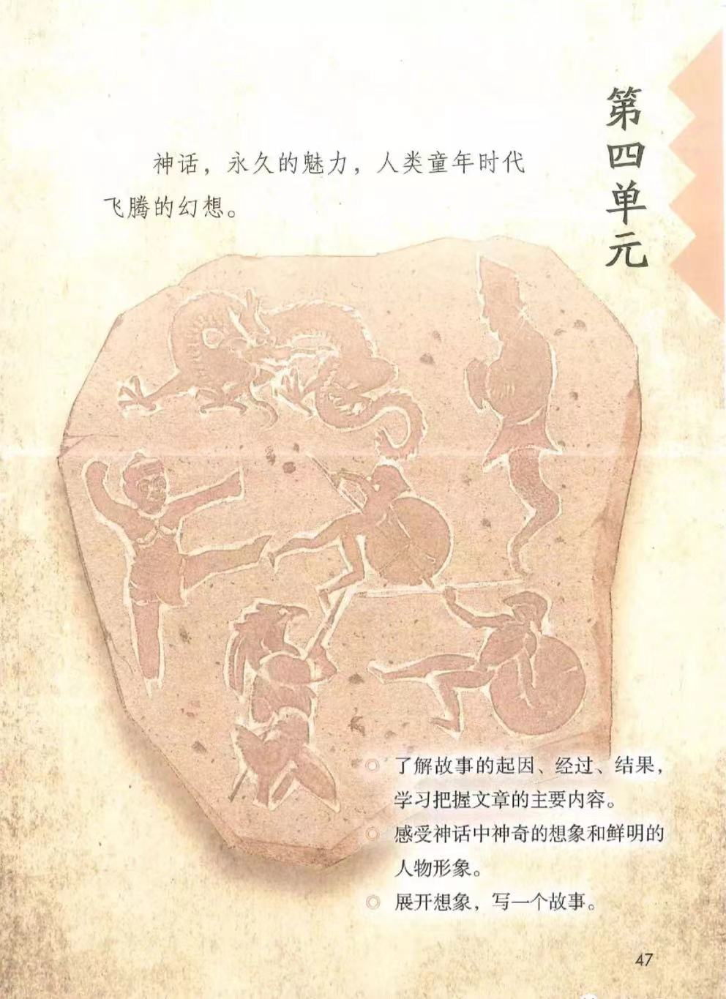 第四单元
神话，永久的魅力，人类童年时代
飞腾的幻想。
了解故事的起因、经过、结果，
学习把握文章的主要内容。
感受神话中神奇的想象和鲜明的
人物形象。
展开想象，写一个故事。
47